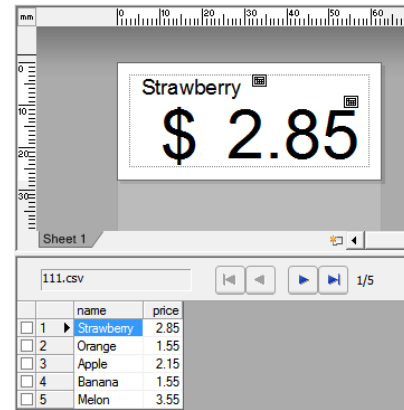 mm 0 10 20 30 40 50 60
0
10
20
30
Strawberry
$ 2.85
Sheet 1
111.csv 1/5
name price
1 Strawberry 2.85
2 Orange 1.55
3 Apple 2.15
4 Banana 1.55
5 Melon 3.55